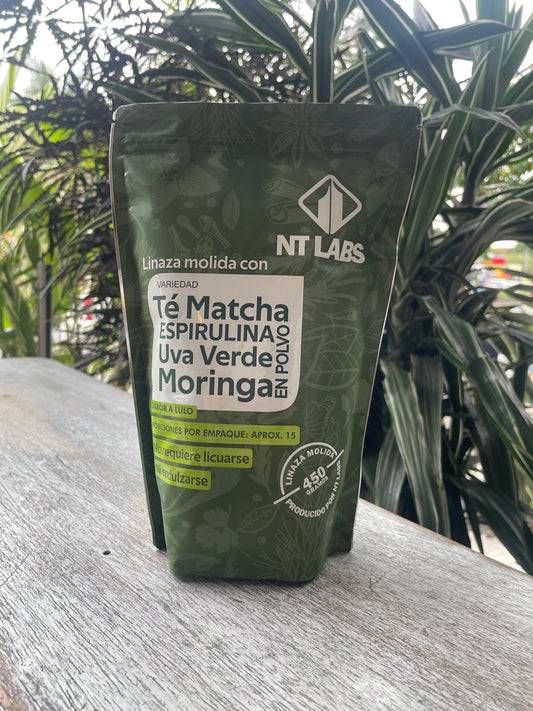 NT LABS
Linaza molida con
VARIEDAD
Té Matcha
ESPIRULINA
Uva Verde
Moringa
EN POLVO
SABOR A LULO
PORCIONES POR EMPAQUE: APROX. 15
No requiere licuarse
endulzarse
LINAZA MOLIDA
450
GRAMOS
PRODUCIDO POR NT LABS